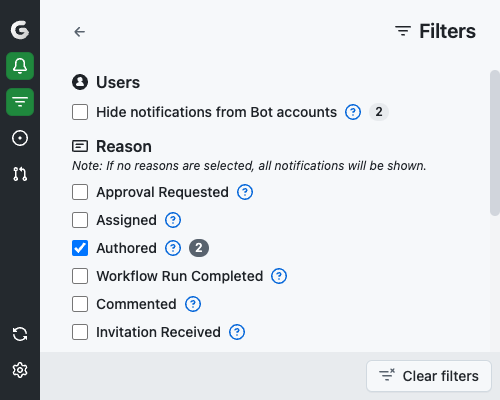 Filters
Users
Hide notifications from Bot accounts ? 2
Reason
Note: If no reasons are selected, all notifications will be shown.
Approval Requested ?
Assigned ?
Authored ? 2
Workflow Run Completed ?
Commented ?
Invitation Received ?
Clear filters